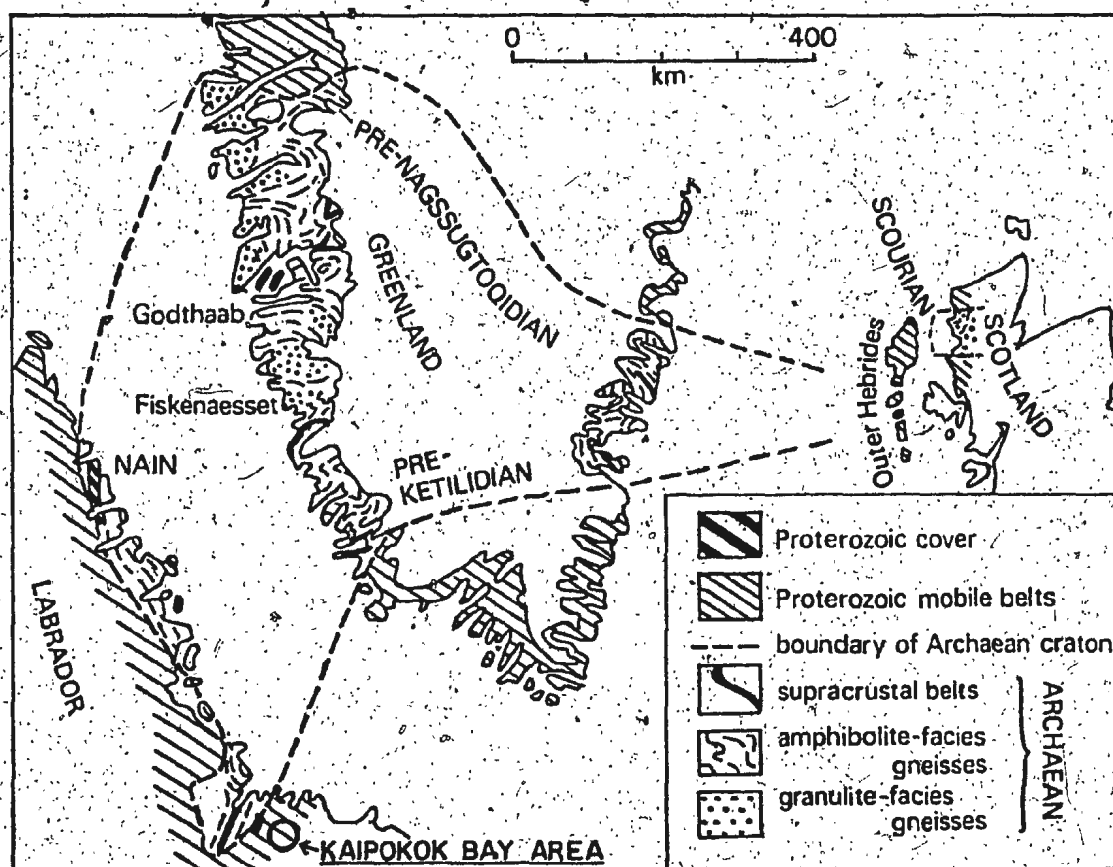 0 400
km
PRE-NAGSSUGTOQIDIAN
GREENLAND
SCOURIAN
SCOTLAND
Outer Hebrides
Godthaab
Fiskenaesset
NAIN
PRE-
KETILIDIAN
LABRADOR
KAIPOKOK BAY AREA
Proterozoic cover
Proterozoic mobile belts
boundary of Archaean craton
supracrustal belts
amphibolite-facies
gneisses
granulite-facies
gneisses
ARCHAEAN